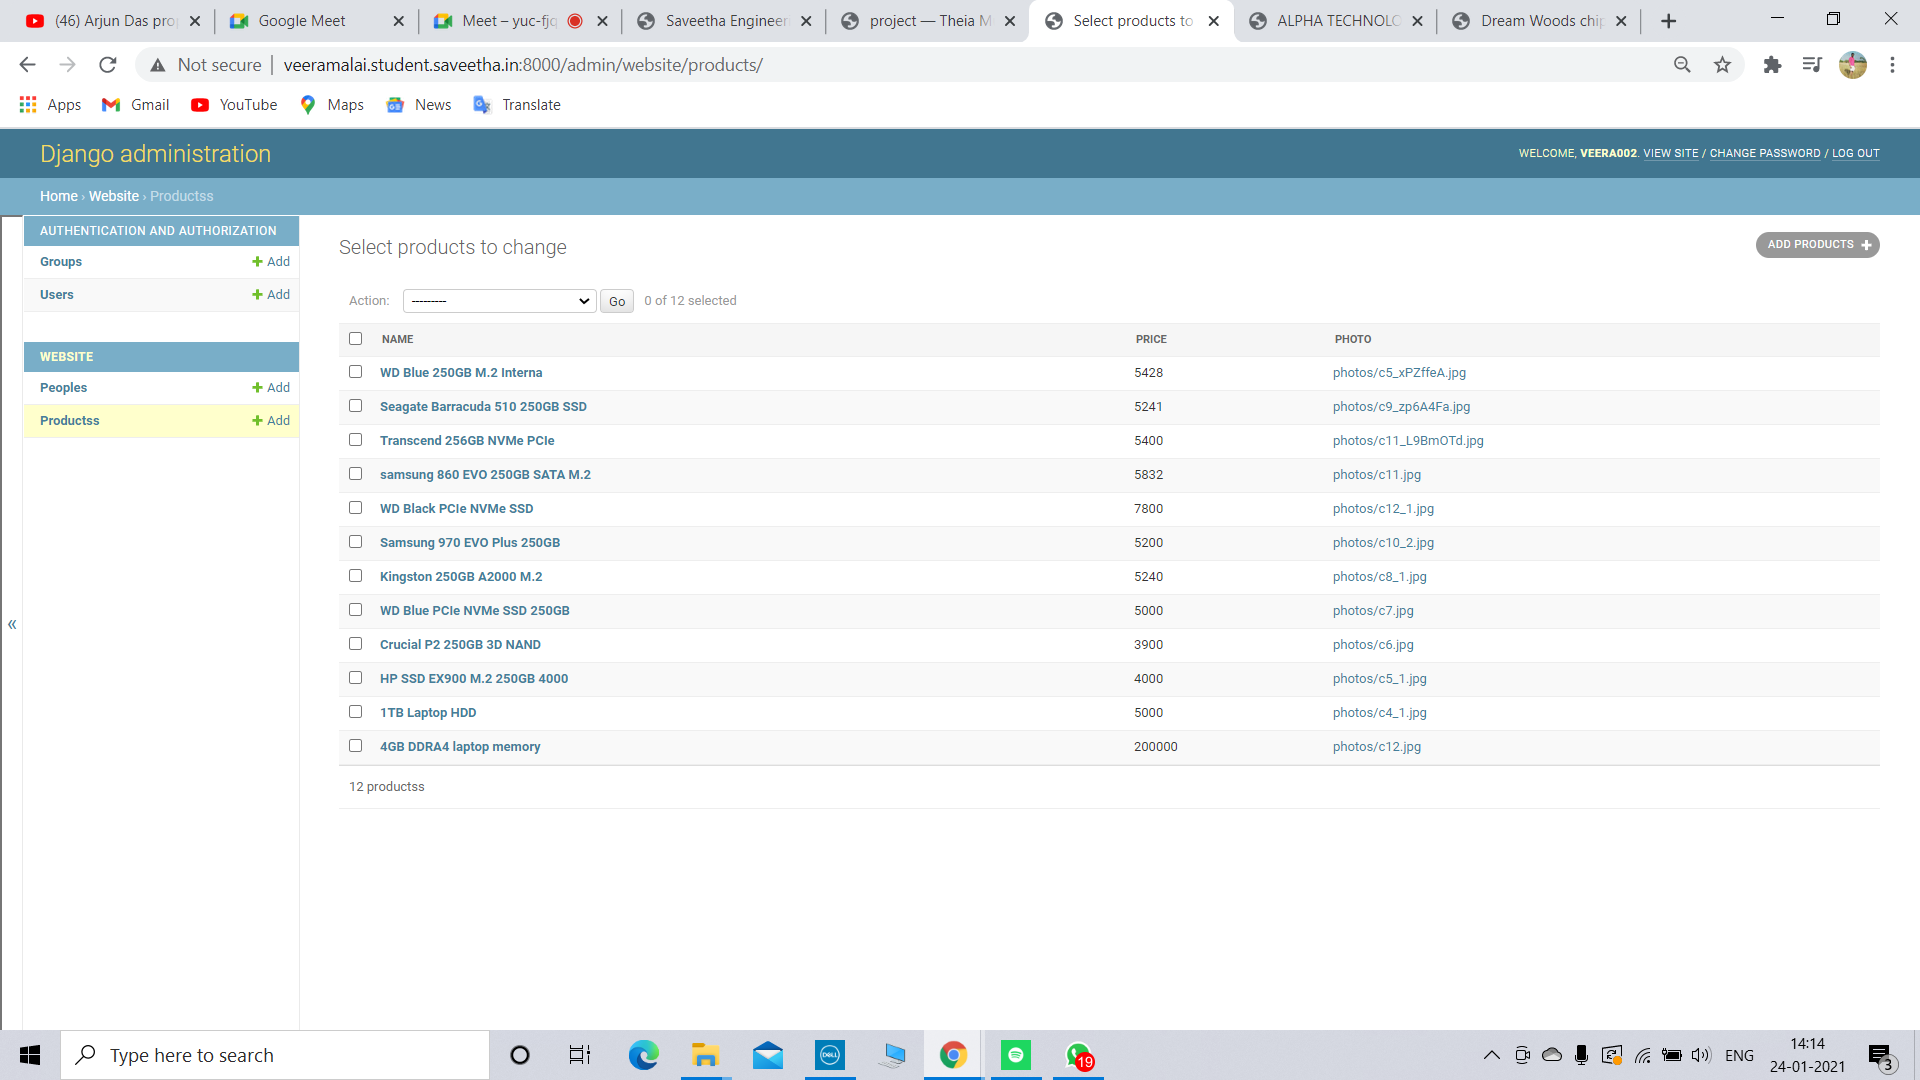 (46) Arjun Das pro
Google Meet
Meet – yuc-fjq
Saveetha Engineer
project — Theia M
Select products to
ALPHA TECHNOLO
Dream Woods chip
Not secure
veeramalai.student.saveetha.in:8000/admin/website/products/
Apps
Gmail
YouTube
Maps
News
Translate
Django administration
WELCOME, VEERA002. VIEW SITE / CHANGE PASSWORD / LOG OUT
Home › Website › Productss
AUTHENTICATION AND AUTHORIZATION
Groups
+ Add
Users
+ Add
WEBSITE
Peoples
+ Add
Productss
+ Add
«
Select products to change
ADD PRODUCTS +
Action:
---------
Go
0 of 12 selected
NAME PRICE PHOTO
WD Blue 250GB M.2 Interna 5428 photos/c5_xPZffeA.jpg
Seagate Barracuda 510 250GB SSD 5241 photos/c9_zp6A4Fa.jpg
Transcend 256GB NVMe PCIe 5400 photos/c11_L9BmOTd.jpg
samsung 860 EVO 250GB SATA M.2 5832 photos/c11.jpg
WD Black PCIe NVMe SSD 7800 photos/c12_1.jpg
Samsung 970 EVO Plus 250GB 5200 photos/c10_2.jpg
Kingston 250GB A2000 M.2 5240 photos/c8_1.jpg
WD Blue PCIe NVMe SSD 250GB 5000 photos/c7.jpg
Crucial P2 250GB 3D NAND 3900 photos/c6.jpg
HP SSD EX900 M.2 250GB 4000 4000 photos/c5_1.jpg
1TB Laptop HDD 5000 photos/c4_1.jpg
4GB DDRA4 laptop memory 200000 photos/c12.jpg
12 productss
Type here to search
DELL
19
ENG
14:14
24-01-2021
3